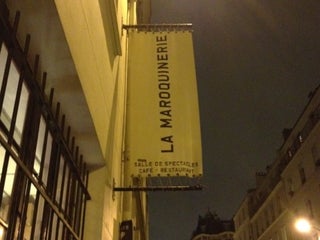 LA MAROQUINERIE
SALLE DE SPECTACLES
CAFÉ - RESTAURANT